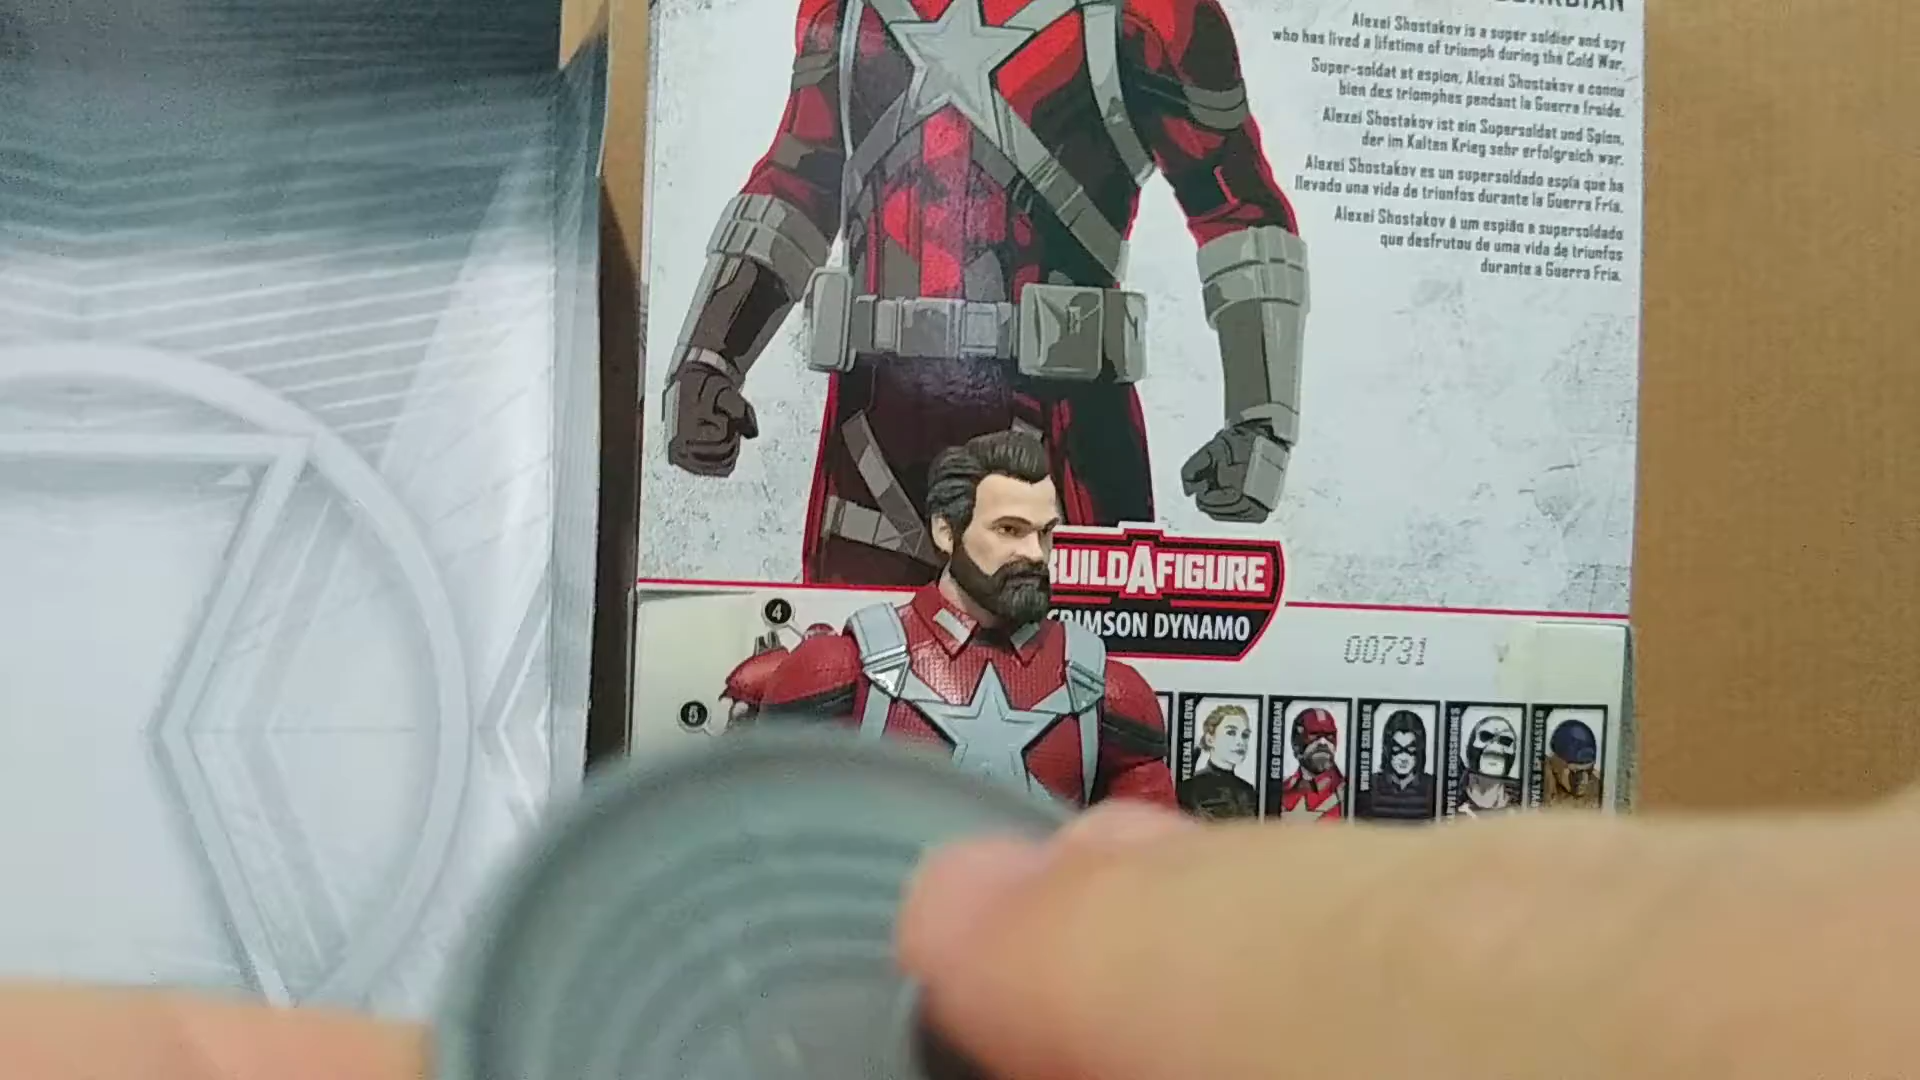 Alexei Shostakov is a super soldier and spy
who has lived a lifetime of triumph during the Cold War.
Super-soldat et espion, Alexei Shostakov a connu
bien des triomphes pendant la Guerre froide.
Alexei Shostakov ist ein Supersoldat und Spion,
der im Kalten Krieg sehr erfolgreich war.
Alexei Shostakov es un supersoldado espía que ha
llevado una vida de triunfos durante la Guerra Fría.
Alexei Shostakov é um espião e supersoldado
que desfrutou de uma vida de triunfos
durante a Guerra Fria.
UILDAFIGURE
CRIMSON DYNAMO
4
5
00731
YELENA BELOVA
RED GUARDIAN
WINTER SOLDIER
CROSSBONES
SPYMASTER